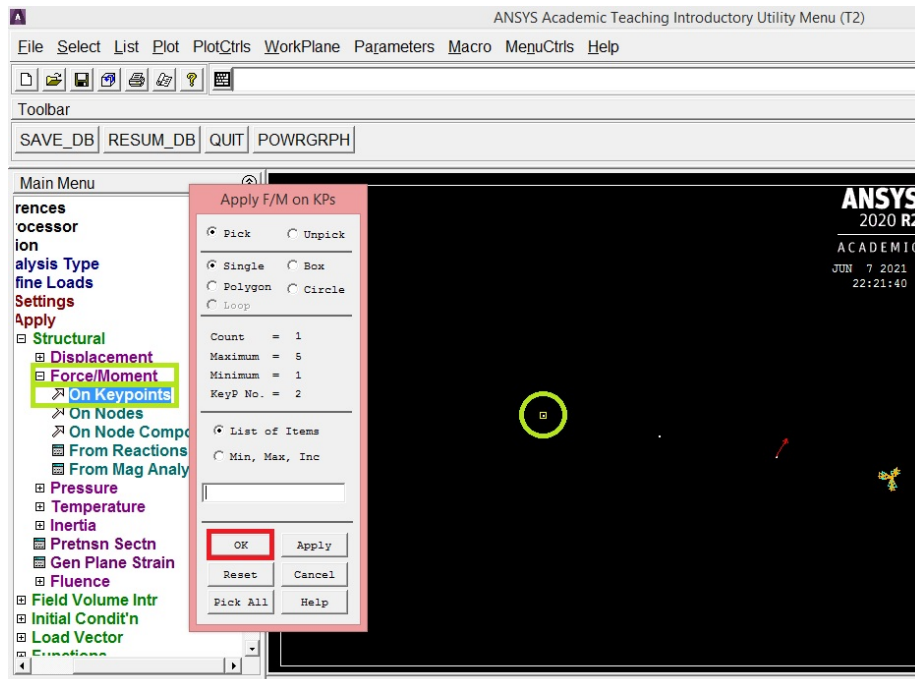 ANSYS Academic Teaching Introductory Utility Menu (T2)
File Select List Plot PlotCtrls WorkPlane Parameters Macro MenuCtrls Help
Toolbar
SAVE_DB RESUM_DB QUIT POWRGRPH
Main Menu
rences
ocessor
ion
alysis Type
fine Loads
Settings
Apply
Structural
Displacement
Force/Moment
On Keypoints
On Nodes
On Node Compo
From Reactions
From Mag Analy
Pressure
Temperature
Inertia
Pretnsn Sectn
Gen Plane Strain
Fluence
Field Volume Intr
Initial Condit'n
Load Vector
Functions
Apply F/M on KPs
Pick Unpick
Single Box
Polygon Circle
Loop
Count = 1
Maximum = 5
Minimum = 1
KeyP No. = 2
List of Items
Min, Max, Inc
OK Apply
Reset Cancel
Pick All Help
ANSYS
2020 R2
ACADEMIC
JUN 7 2021
22:21:40